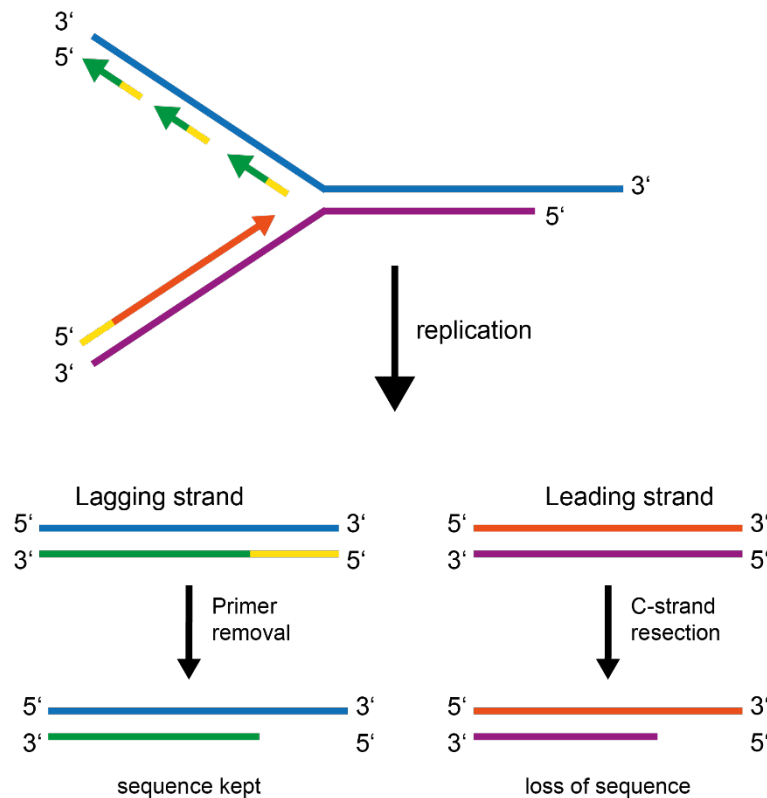 3‘
5‘
3‘
5‘
5‘
3‘
replication
Lagging strand
Leading strand
5‘ 3‘
3‘ 5‘
5‘ 3‘
3‘ 5‘
Primer
removal
C-strand
resection
5‘ 3‘
3‘ 5‘
5‘ 3‘
3‘ 5‘
sequence kept
loss of sequence